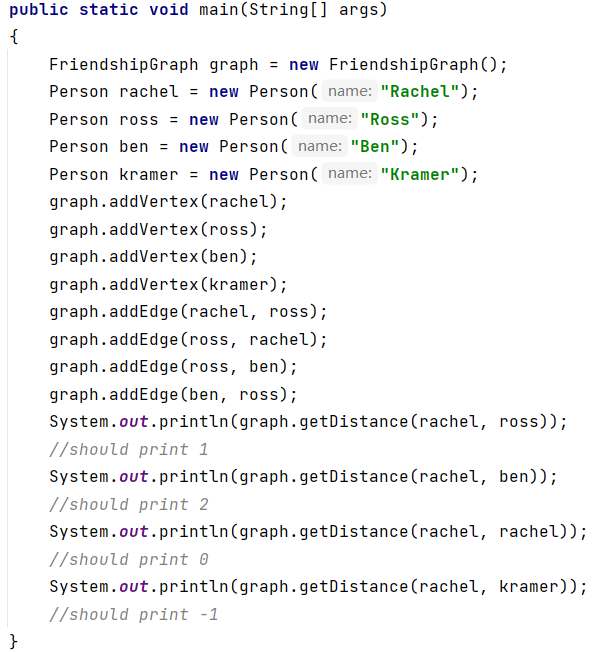 public static void main(String[] args)
{
    FriendshipGraph graph = new FriendshipGraph();
    Person rachel = new Person( name: "Rachel");
    Person ross = new Person( name: "Ross");
    Person ben = new Person( name: "Ben");
    Person kramer = new Person( name: "Kramer");
    graph.addVertex(rachel);
    graph.addVertex(ross);
    graph.addVertex(ben);
    graph.addVertex(kramer);
    graph.addEdge(rachel, ross);
    graph.addEdge(ross, rachel);
    graph.addEdge(ross, ben);
    graph.addEdge(ben, ross);
    System.out.println(graph.getDistance(rachel, ross));
    //should print 1
    System.out.println(graph.getDistance(rachel, ben));
    //should print 2
    System.out.println(graph.getDistance(rachel, rachel));
    //should print 0
    System.out.println(graph.getDistance(rachel, kramer));
    //should print -1
}